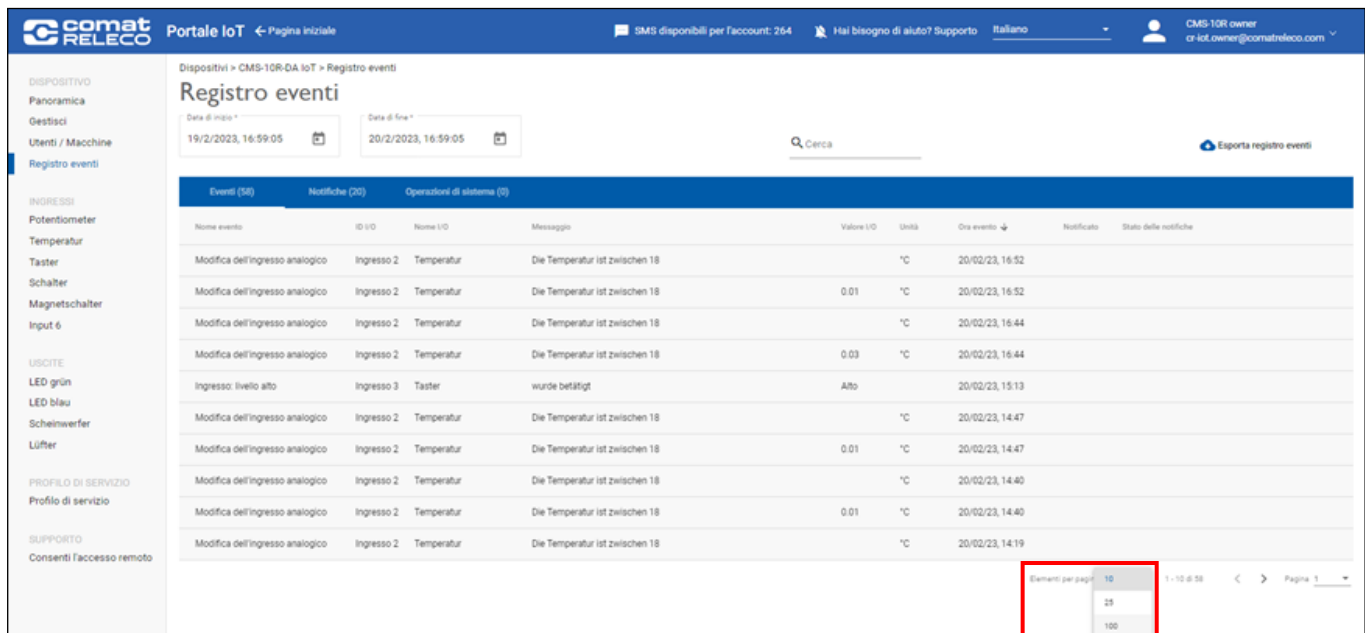 comat RELECO Portale IoT Pagina iniziale SMS disponibili per l'account: 264 Hai bisogno di aiuto? Supporto Italiano CMS-10R owner
cr-iot.owner@comatreleco.com
Dispositivi > CMS-10R-DA IoT > Registro eventi
Registro eventi
DISPOSITIVO
Panoramica
Gestisci
Utenti / Macchine
Registro eventi
INGRESSI
Potentiometer
Temperatur
Taster
Schalter
Magnetschalter
Input 6
USCITE
LED grün
LED blau
Scheinwerfer
Lüfter
PROFILO DI SERVIZIO
Profilo di servizio
SUPPORTO
Consenti l'accesso remoto
Data di inizio * Data di fine *
19/2/2023, 16:59:05 20/2/2023, 16:59:05 Cerca Esporta registro eventi
Eventi (58) Notifiche (20) Operazioni di sistema (0)
Nome evento ID I/O Nome I/O Messaggio Valore I/O Unità Ora evento Notificato Stato delle notifiche
Modifica dell'ingresso analogico Ingresso 2 Temperatur Die Temperatur ist zwischen 18 °C 20/02/23, 16:52
Modifica dell'ingresso analogico Ingresso 2 Temperatur Die Temperatur ist zwischen 18 0.01 °C 20/02/23, 16:52
Modifica dell'ingresso analogico Ingresso 2 Temperatur Die Temperatur ist zwischen 18 °C 20/02/23, 16:44
Modifica dell'ingresso analogico Ingresso 2 Temperatur Die Temperatur ist zwischen 18 0.03 °C 20/02/23, 16:44
Ingresso: livello alto Ingresso 3 Taster wurde betätigt Alto 20/02/23, 15:13
Modifica dell'ingresso analogico Ingresso 2 Temperatur Die Temperatur ist zwischen 18 °C 20/02/23, 14:47
Modifica dell'ingresso analogico Ingresso 2 Temperatur Die Temperatur ist zwischen 18 0.01 °C 20/02/23, 14:47
Modifica dell'ingresso analogico Ingresso 2 Temperatur Die Temperatur ist zwischen 18 °C 20/02/23, 14:40
Modifica dell'ingresso analogico Ingresso 2 Temperatur Die Temperatur ist zwischen 18 0.01 °C 20/02/23, 14:40
Modifica dell'ingresso analogico Ingresso 2 Temperatur Die Temperatur ist zwischen 18 °C 20/02/23, 14:19
Elementi per pagin 10 1 - 10 di 58 Pagina 1
25
100